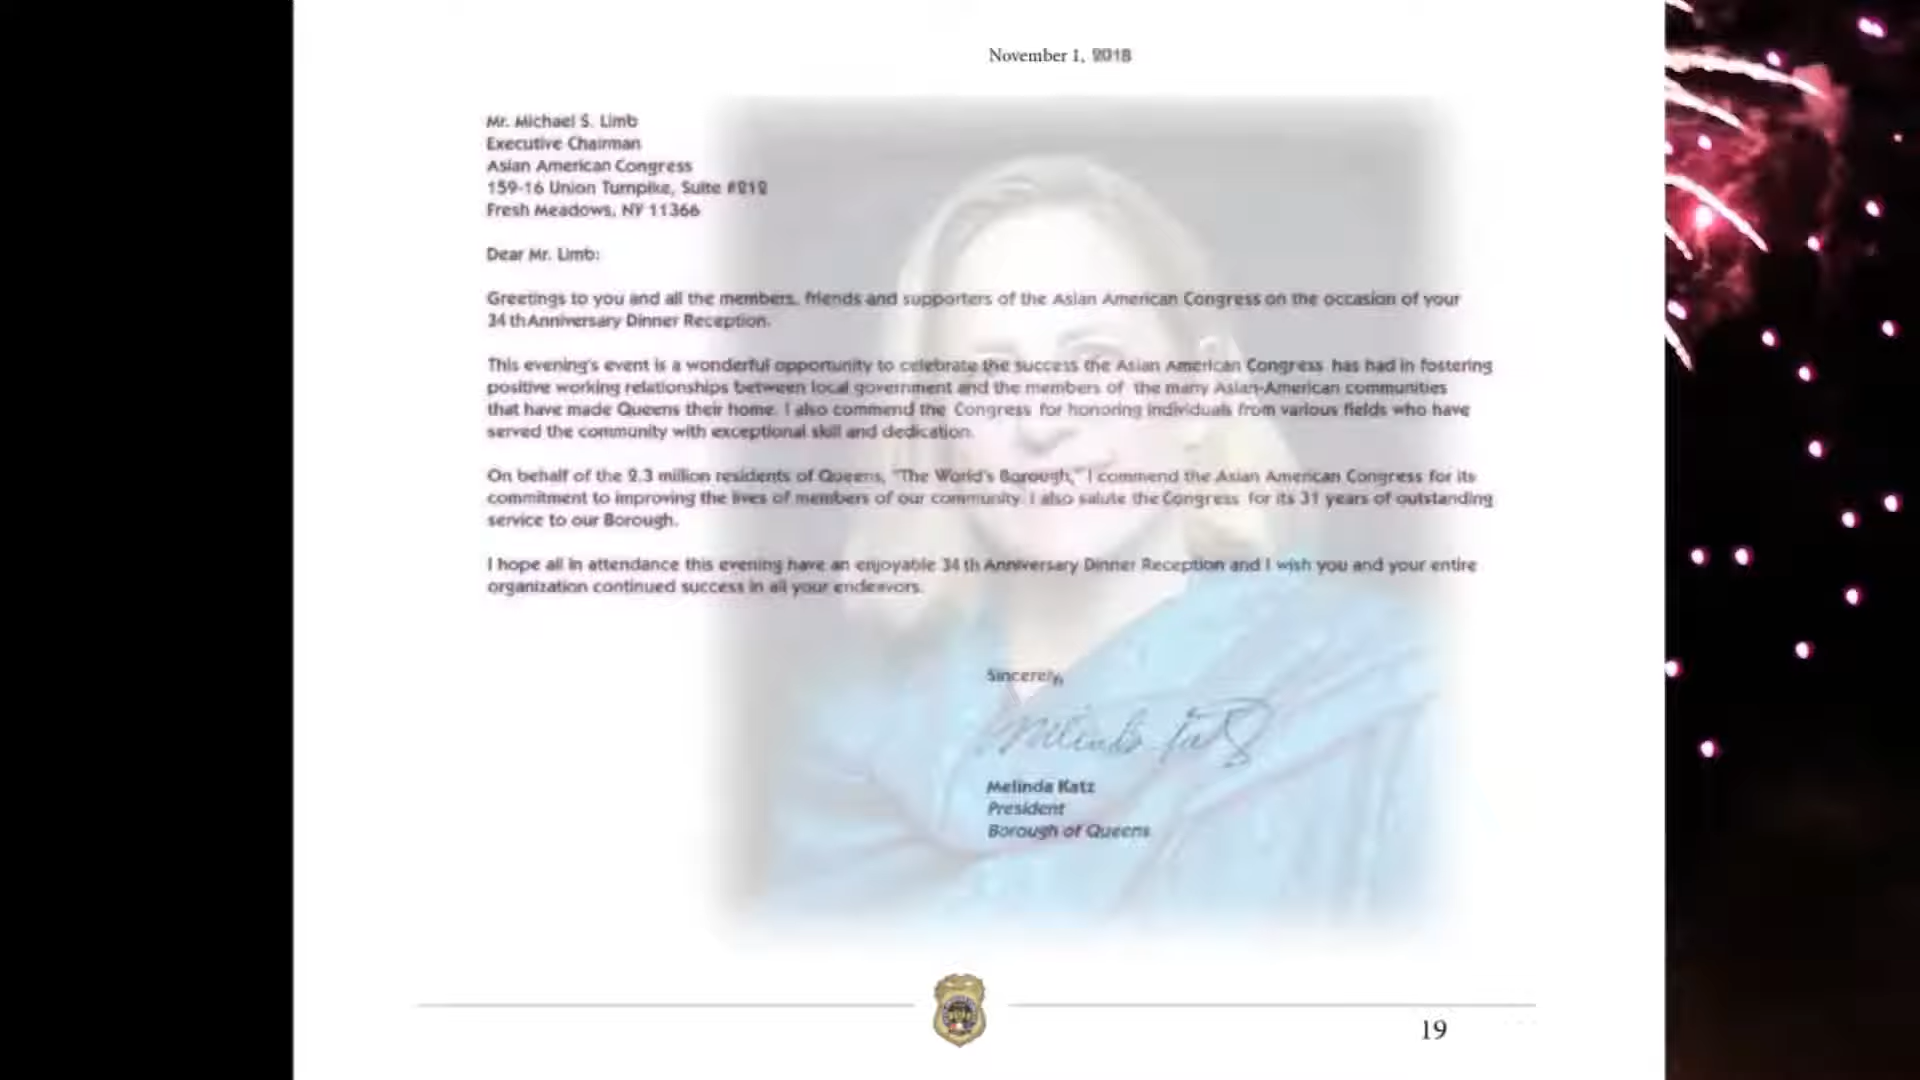 November 1, 2018
Mr. Michael S. Limb
Executive Chairman
Asian American Congress
159-16 Union Turnpike, Suite #212
Fresh Meadows, NY 11366
Dear Mr. Limb:
Greetings to you and all the members, friends and supporters of the Asian American Congress on the occasion of your
34 th Anniversary Dinner Reception.
This evening's event is a wonderful opportunity to celebrate the success the Asian American Congress has had in fostering
positive working relationships between local government and the members of the many Asian-American communities
that have made Queens their home. I also commend the Congress for honoring individuals from various fields who have
served the community with exceptional skill and dedication.
On behalf of the 2.3 million residents of Queens, "The World's Borough," I commend the Asian American Congress for its
commitment to improving the lives of members of our community. I also salute the Congress for its 31 years of outstanding
service to our Borough.
I hope all in attendance this evening have an enjoyable 34 th Anniversary Dinner Reception and I wish you and your entire
organization continued success in all your endeavors.
Sincerely,
Melinda Katz
Melinda Katz
President
Borough of Queens
19